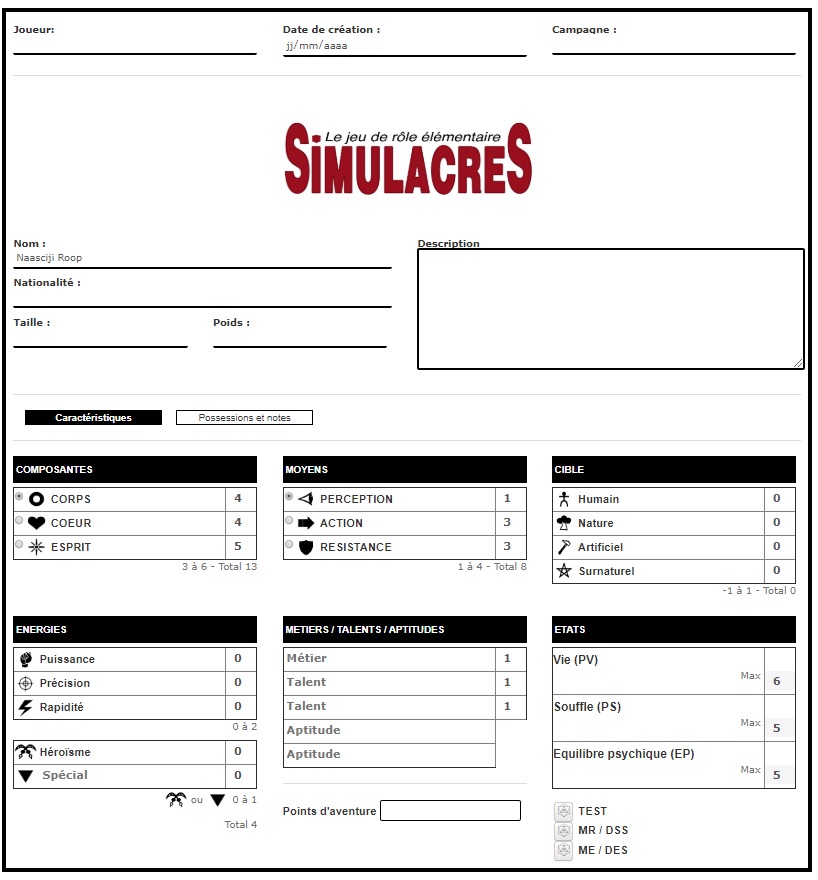 Joueur:
Date de création :
Campagne :
jj/mm/aaaa
Le jeu de rôle élémentaire
SiMULACRES
Nom :
Naasciji Roop
Description
Nationalité :
Taille :
Poids :
Caractéristiques
Possessions et notes
COMPOSANTES
CORPS 4
COEUR 4
ESPRIT 5
3 à 6 - Total 13
MOYENS
PERCEPTION 1
ACTION 3
RESISTANCE 3
1 à 4 - Total 8
CIBLE
Humain 0
Nature 0
Artificiel 0
Surnaturel 0
-1 à 1 - Total 0
ENERGIES
Puissance 0
Précision 0
Rapidité 0
0 à 2
Héroïsme 0
Spécial 0
ou 0 à 1
Total 4
METIERS / TALENTS / APTITUDES
Métier 1
Talent 1
Talent 1
Aptitude
Aptitude
Points d'aventure
ETATS
Vie (PV)
Max 6
Souffle (PS)
Max 5
Equilibre psychique (EP)
Max 5
TEST
MR / DSS
ME / DES